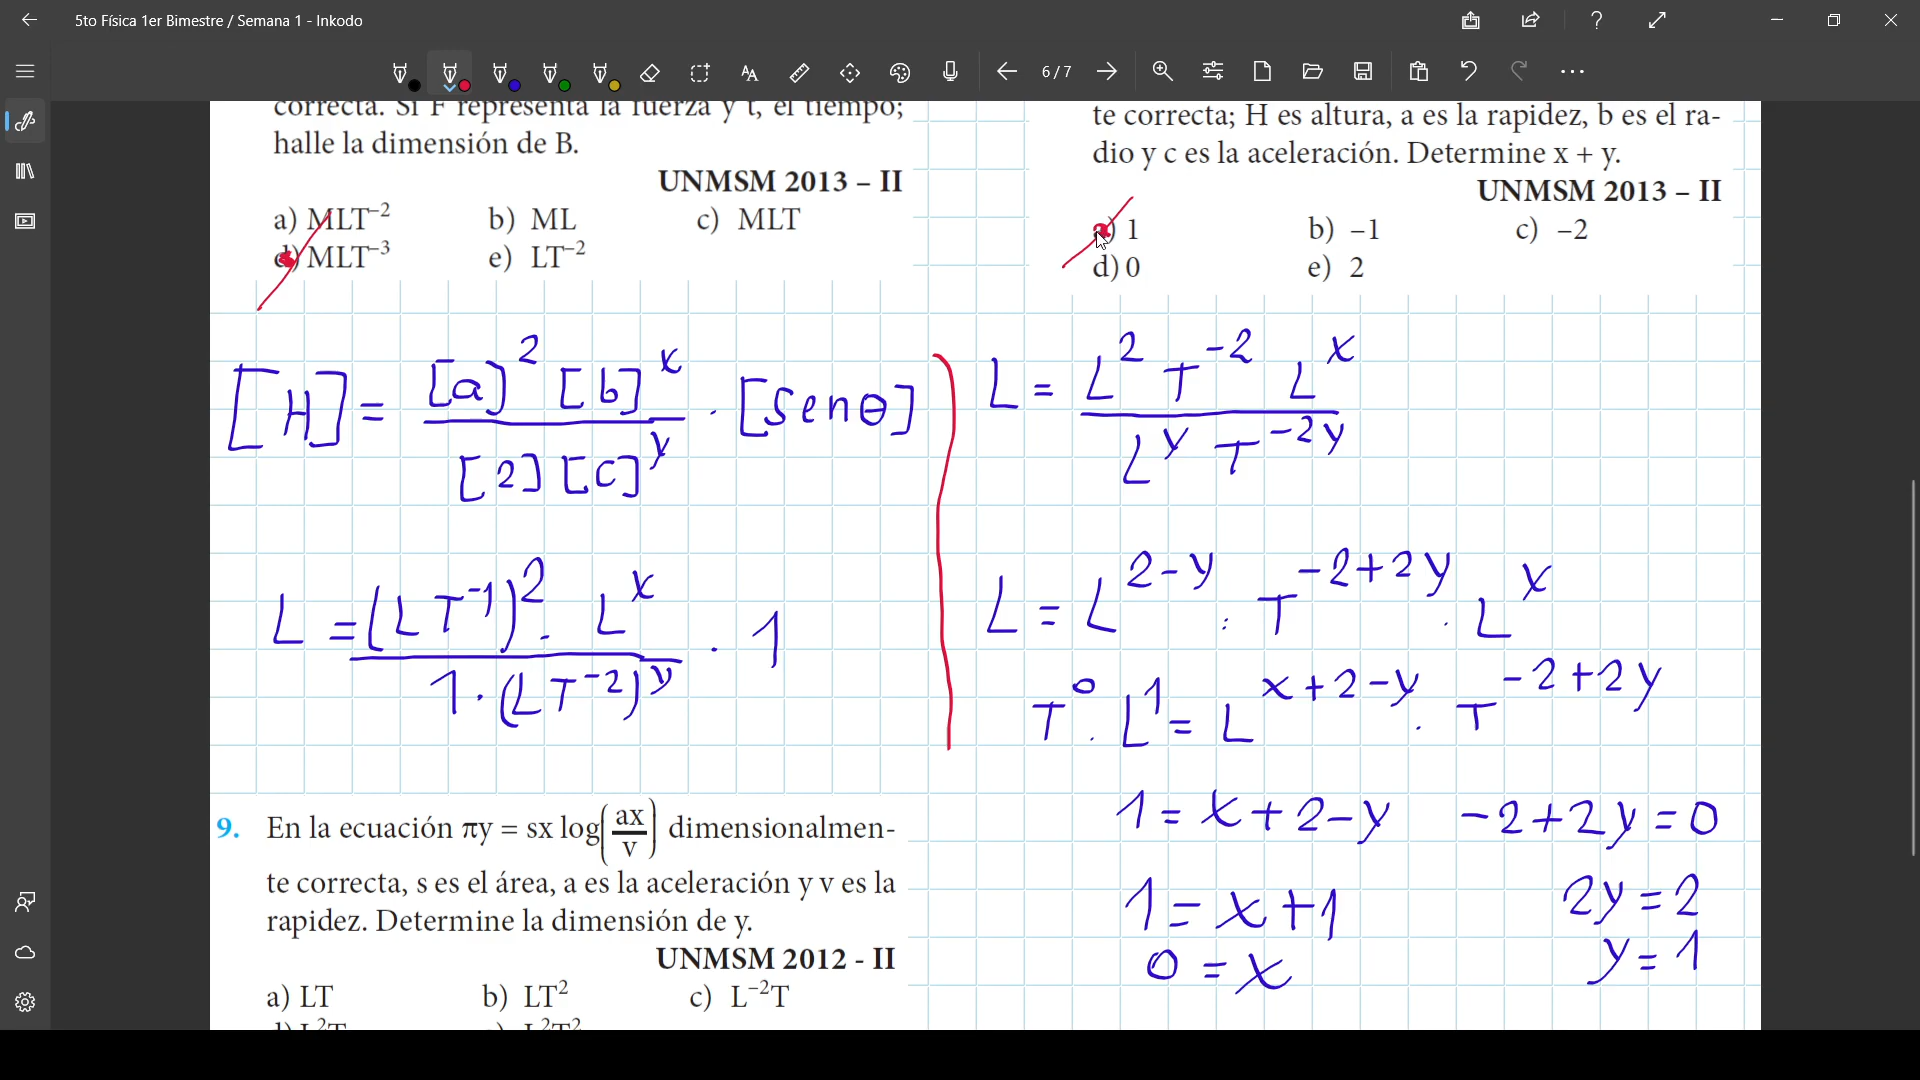 5to Física 1er Bimestre / Semana 1 - Inkodo
6 / 7
correcta. Si F representa la fuerza y t, el tiempo;
halle la dimensión de B.
UNMSM 2013 – II
a) MLT⁻² b) ML c) MLT
d) MLT⁻³ e) LT⁻²
te correcta; H es altura, a es la rapidez, b es el ra-
dio y c es la aceleración. Determine x + y.
UNMSM 2013 – II
a) 1 b) –1 c) –2
d) 0 e) 2
[H] = [a]² [b]ˣ / [2] [c]ʸ · [Sen θ]
L = (L T⁻¹)² · Lˣ / 1 · (L T⁻²)ʸ · 1
L = L² T⁻² Lˣ / Lʸ T⁻²ʸ
L = L²⁻ʸ · T⁻²⁺²ʸ · Lˣ
T⁰ · L¹ = Lˣ⁺²⁻ʸ · T⁻²⁺²ʸ
1 = x + 2 – y -2 + 2y = 0
1 = x + 1 2y = 2
0 = x y = 1
9. En la ecuación πy = sx log(ax/v) dimensionalmen-
te correcta, s es el área, a es la aceleración y v es la
rapidez. Determine la dimensión de y.
UNMSM 2012 - II
a) LT b) LT² c) L⁻²T